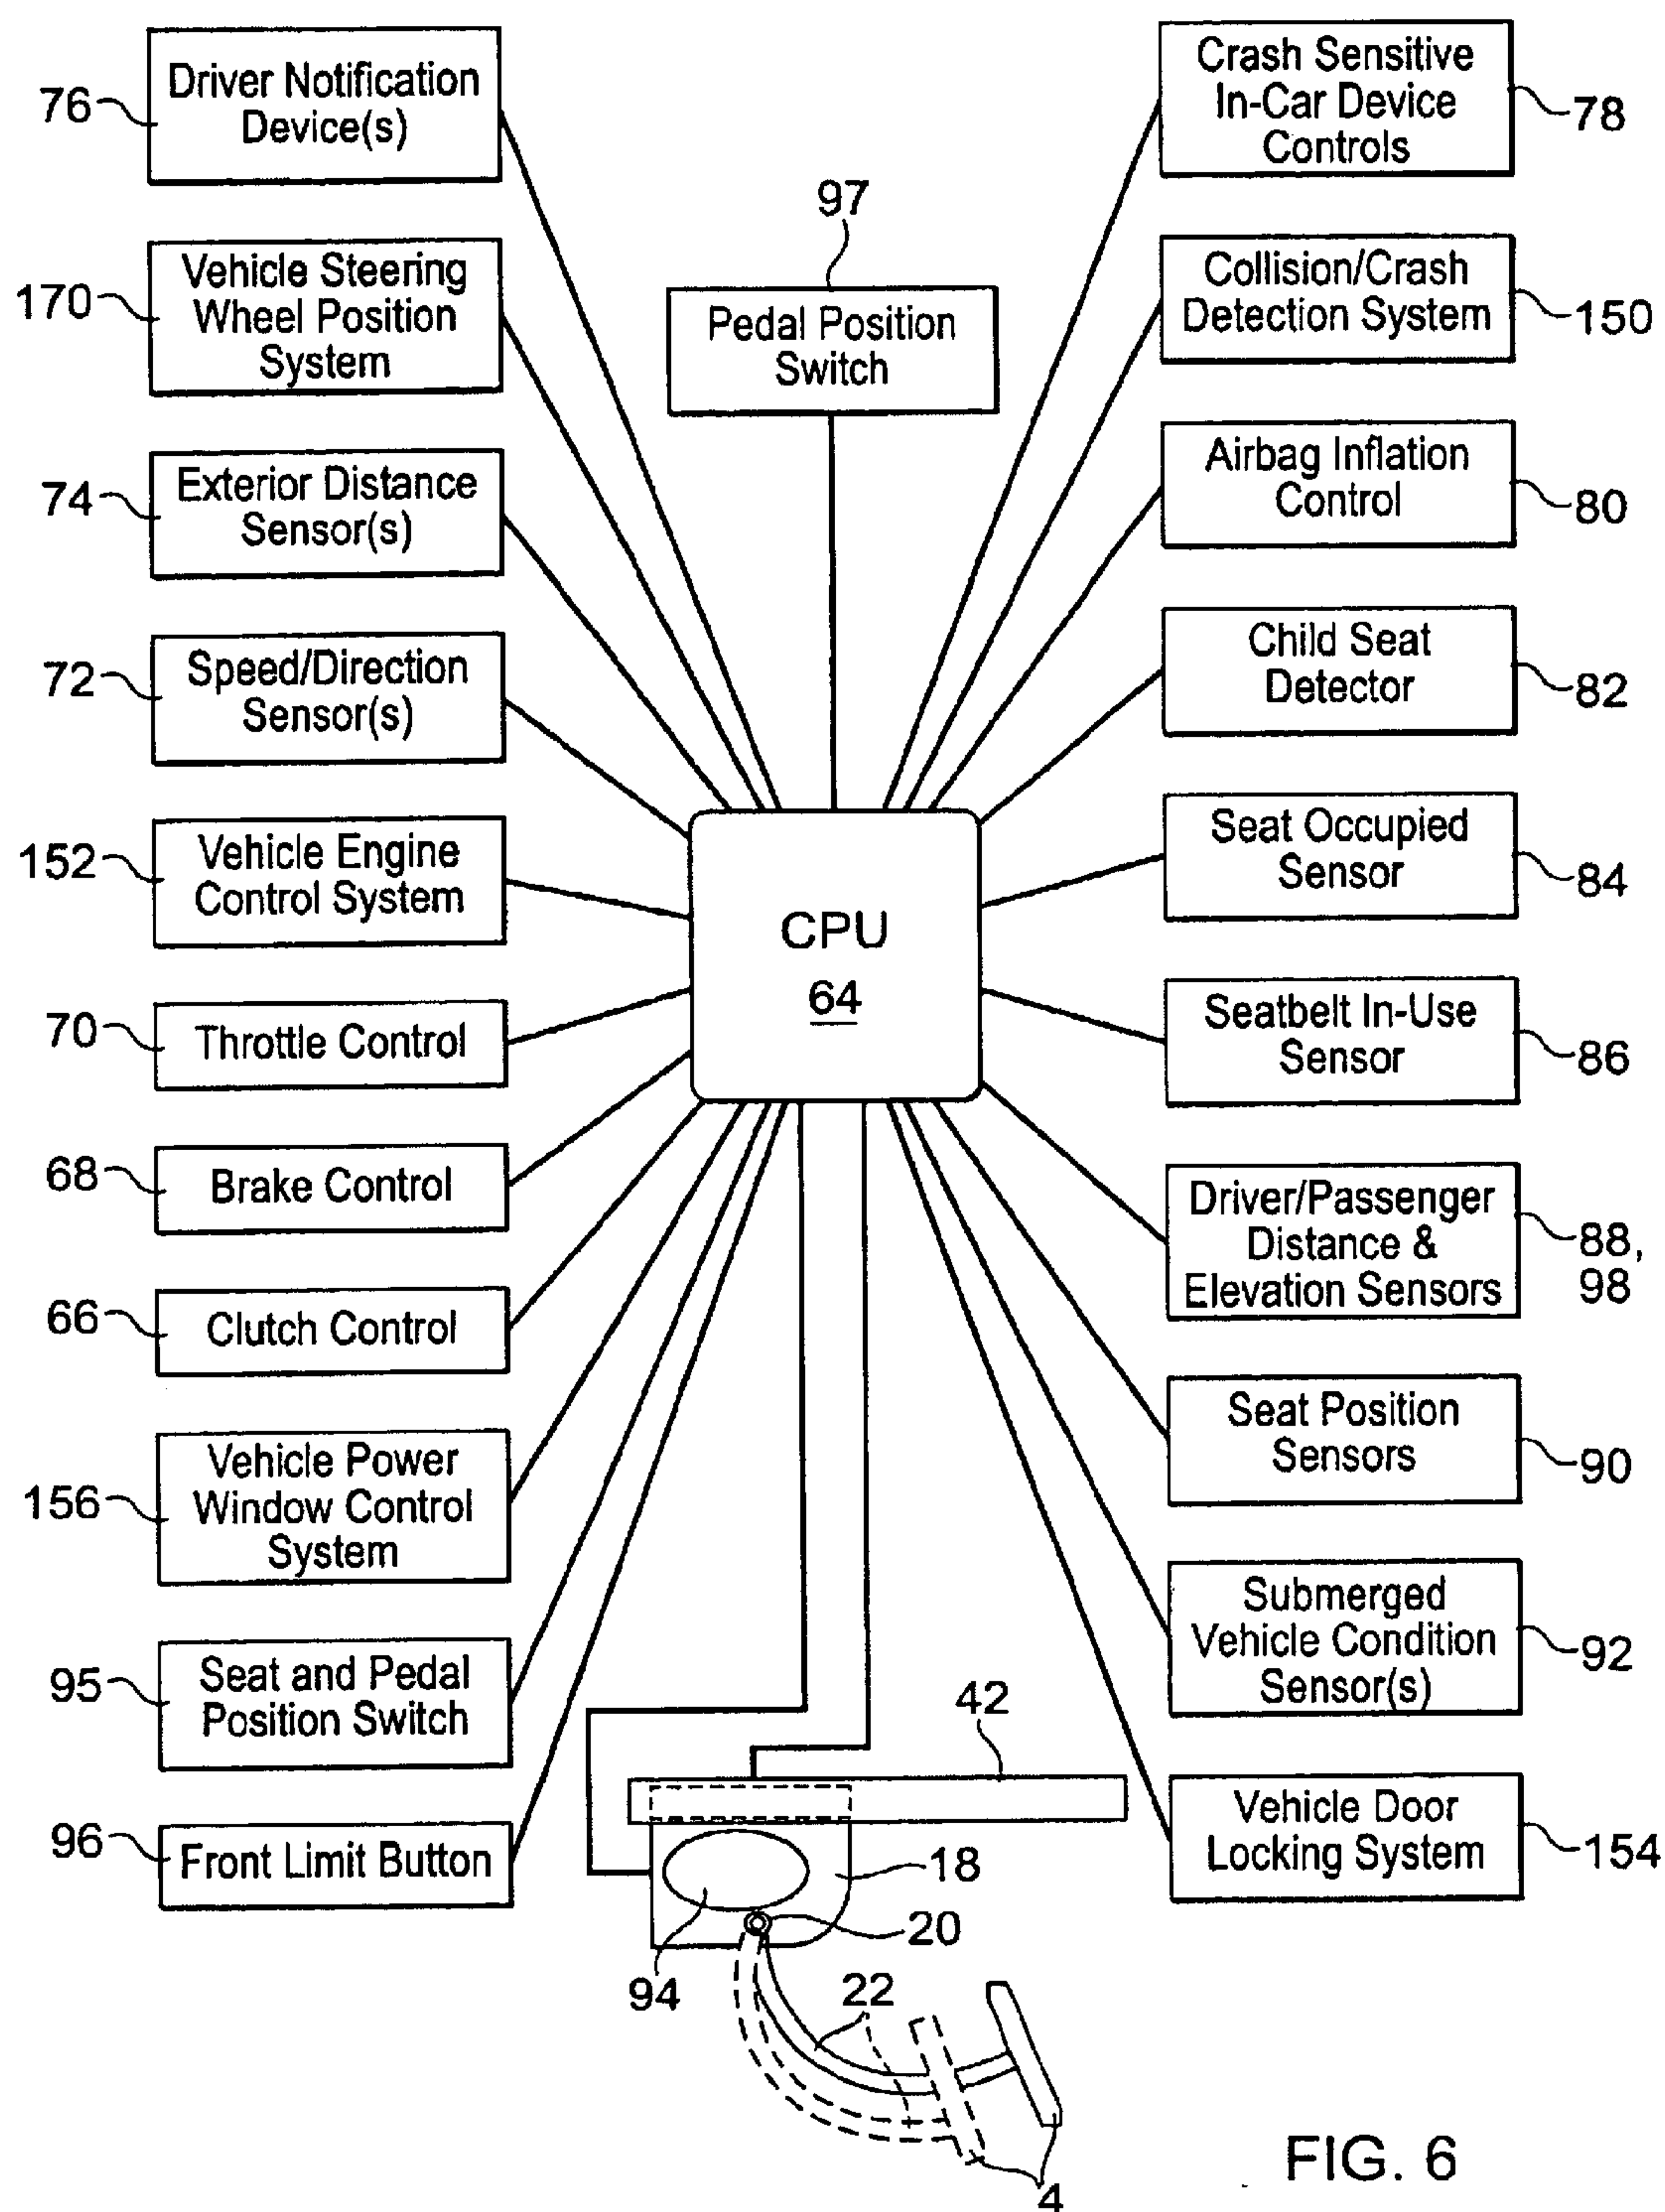 76
Driver Notification
Device(s)
170
Vehicle Steering
Wheel Position
System
74
Exterior Distance
Sensor(s)
72
Speed/Direction
Sensor(s)
152
Vehicle Engine
Control System
70
Throttle Control
68
Brake Control
66
Clutch Control
156
Vehicle Power
Window Control
System
95
Seat and Pedal
Position Switch
96
Front Limit Button
97
Pedal Position
Switch
CPU
64
Crash Sensitive
In-Car Device
Controls
78
Collision/Crash
Detection System
150
Airbag Inflation
Control
80
Child Seat
Detector
82
Seat Occupied
Sensor
84
Seatbelt In-Use
Sensor
86
Driver/Passenger
Distance &
Elevation Sensors
88,
98
Seat Position
Sensors
90
Submerged
Vehicle Condition
Sensor(s)
92
Vehicle Door
Locking System
154
42
18
20
94
22
4
FIG. 6